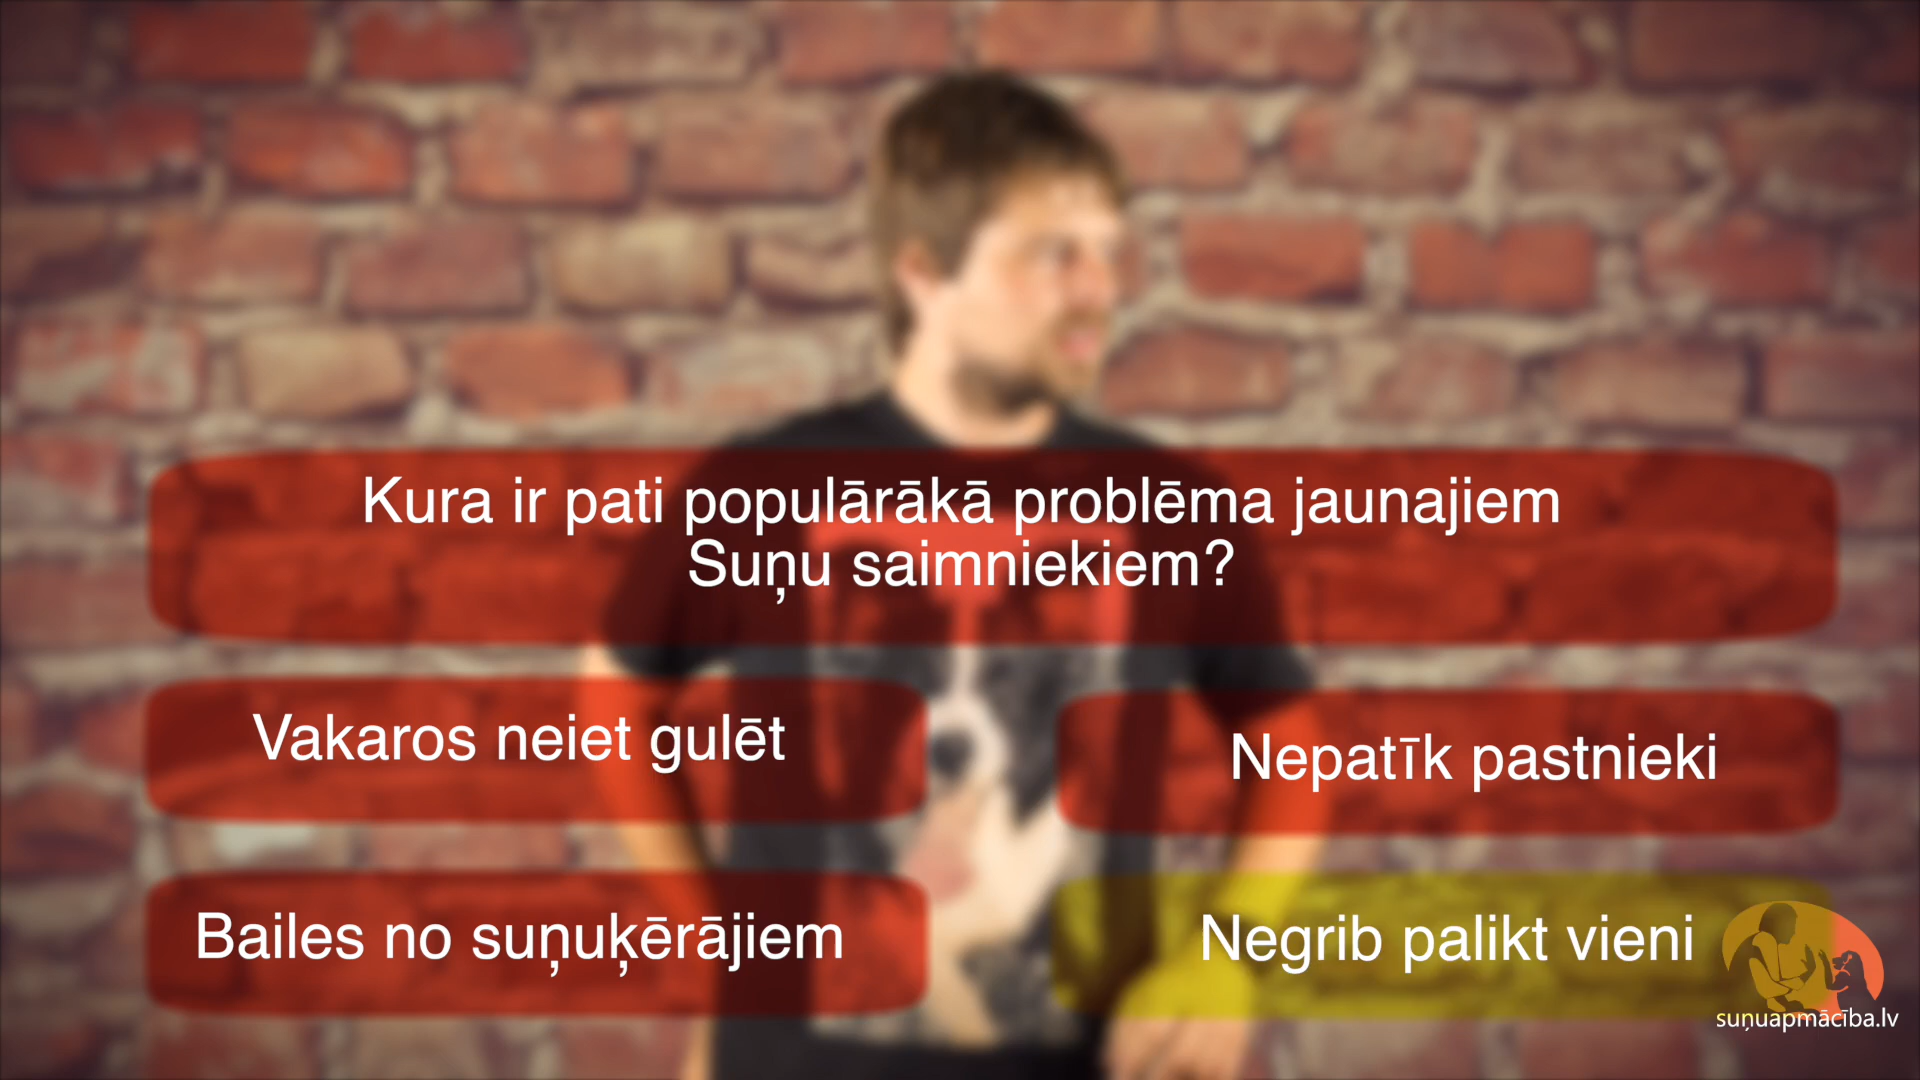 Kura ir pati populārākā problēma jaunajiem
Suņu saimniekiem?
Vakaros neiet gulēt
Nepatīk pastnieki
Bailes no suņuķērājiem
Negrib palikt vieni
suņuapmācība.lv